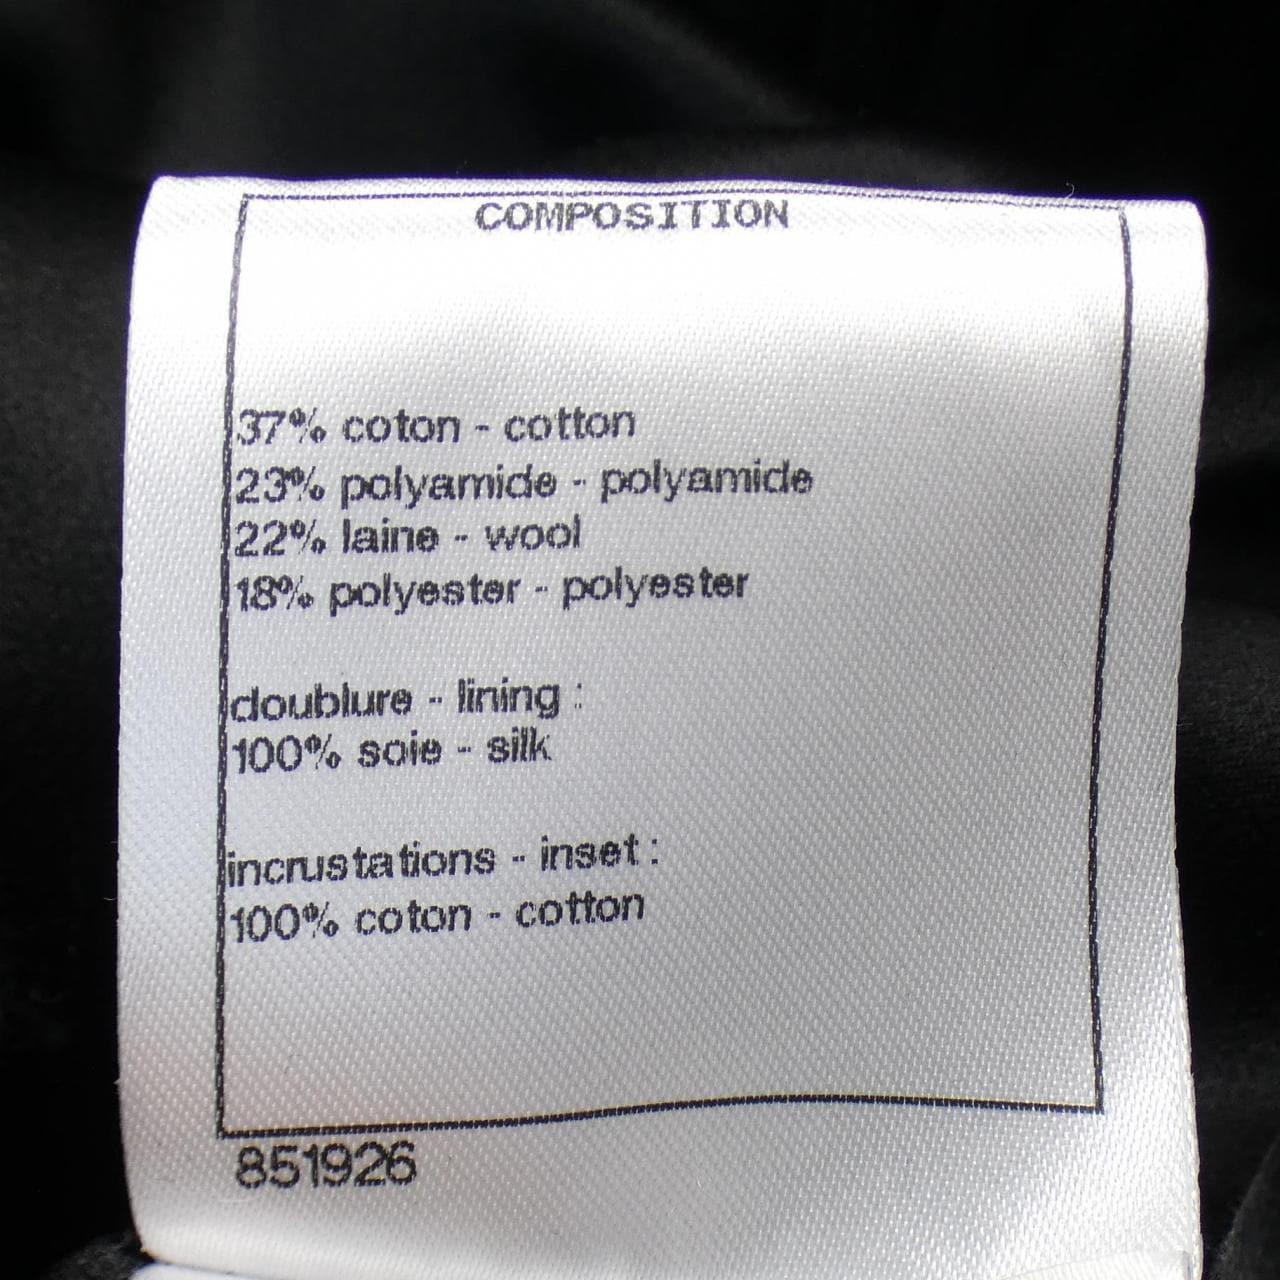 COMPOSITION
37% coton - cotton
23% polyamide - polyamide
22% laine - wool
18% polyester - polyester
doublure - lining :
100% soie - silk
incrustations - inset :
100% coton - cotton
851926